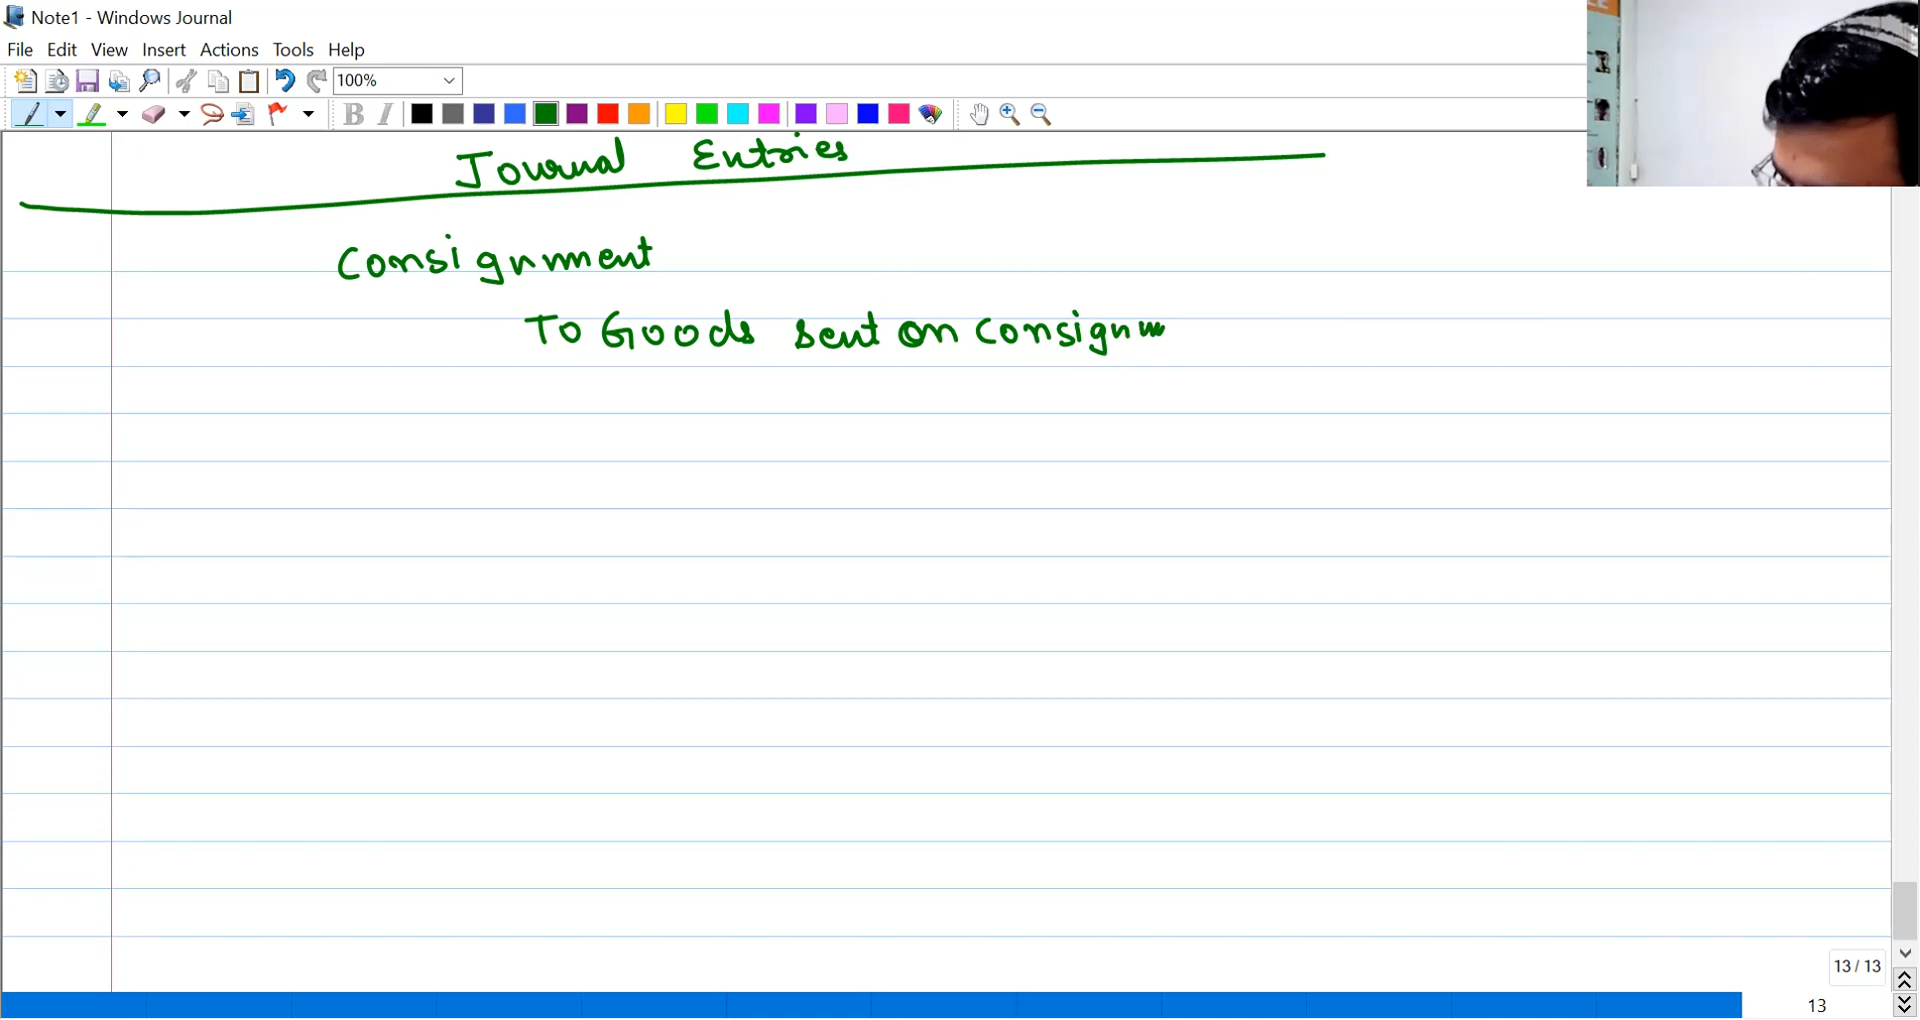 Note1 - Windows Journal
File Edit View Insert Actions Tools Help
100%
B I
Journal Entries
Consignment
To Goods sent on Consignm
13 / 13
13